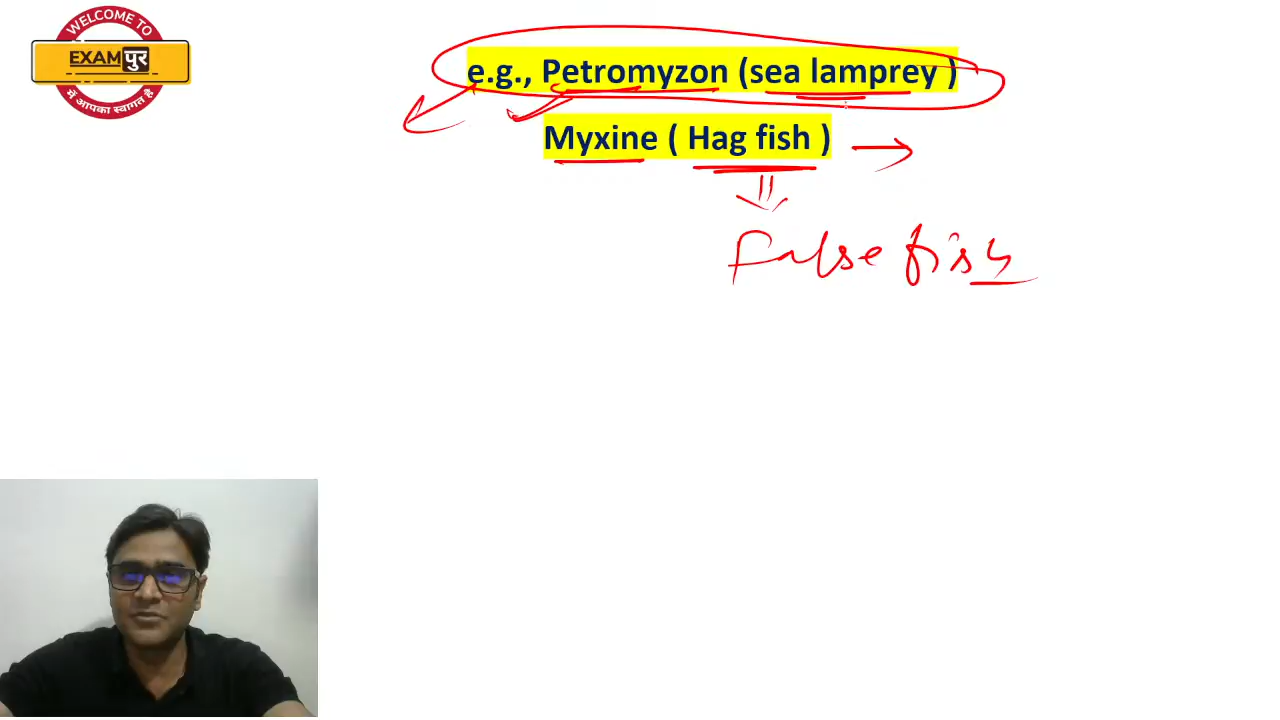 WELCOME TO
EXAMपुर
में आपका स्वागत है
e.g., Petromyzon (sea lamprey )
Myxine ( Hag fish )
False fish